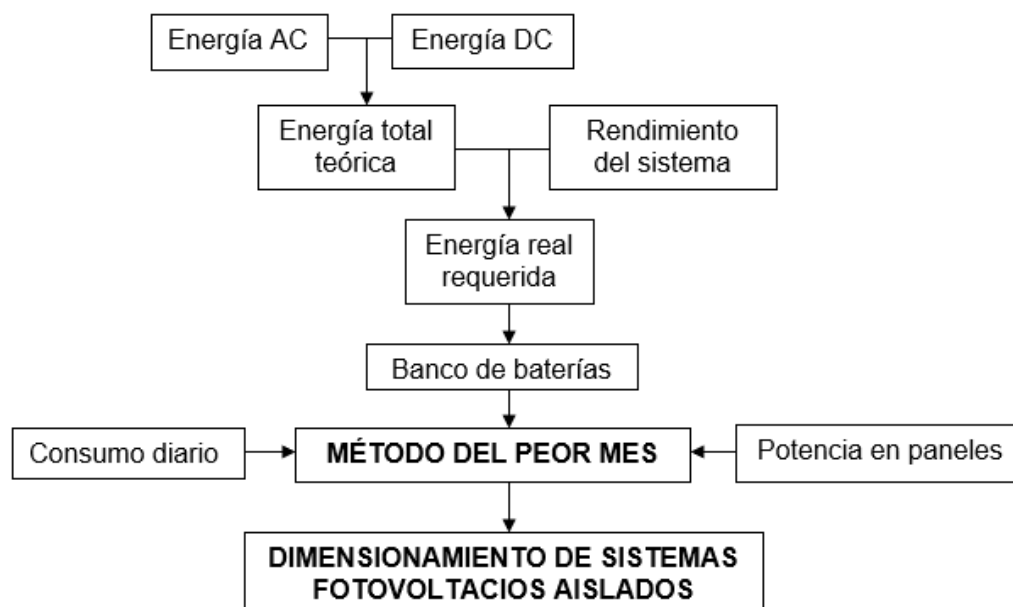 Energía AC
Energía DC
Energía total
teórica
Rendimiento
del sistema
Energía real
requerida
Banco de baterías
Consumo diario
MÉTODO DEL PEOR MES
Potencia en paneles
DIMENSIONAMIENTO DE SISTEMAS
FOTOVOLTACIOS AISLADOS